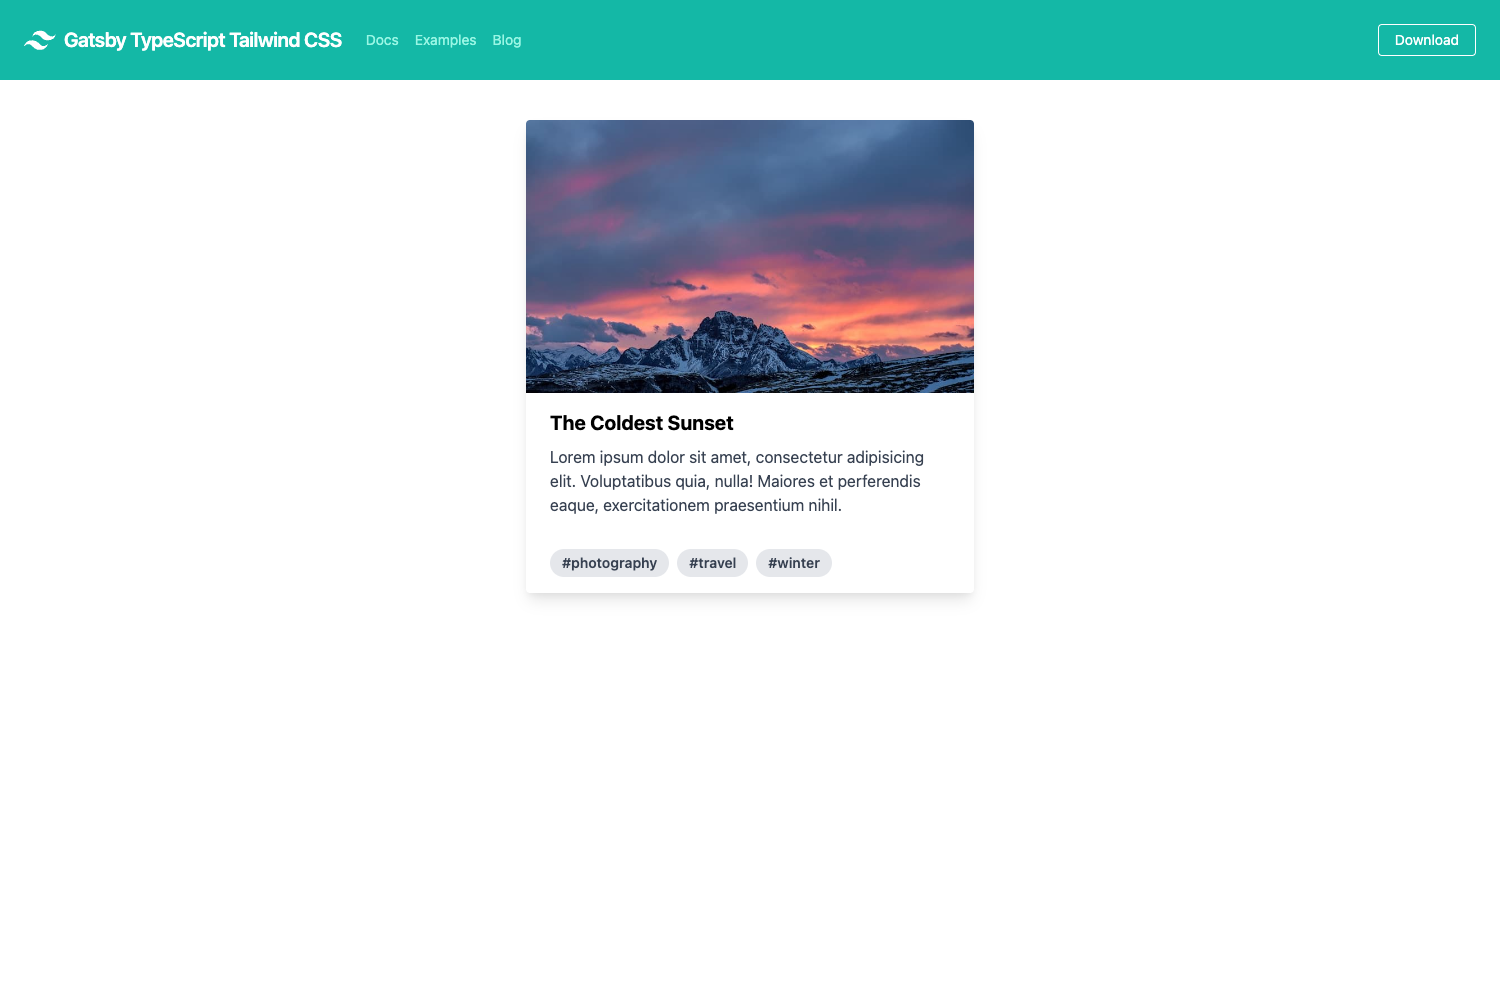 Gatsby TypeScript Tailwind CSS
Docs
Examples
Blog
Download
The Coldest Sunset
Lorem ipsum dolor sit amet, consectetur adipisicing
elit. Voluptatibus quia, nulla! Maiores et perferendis
eaque, exercitationem praesentium nihil.
#photography
#travel
#winter